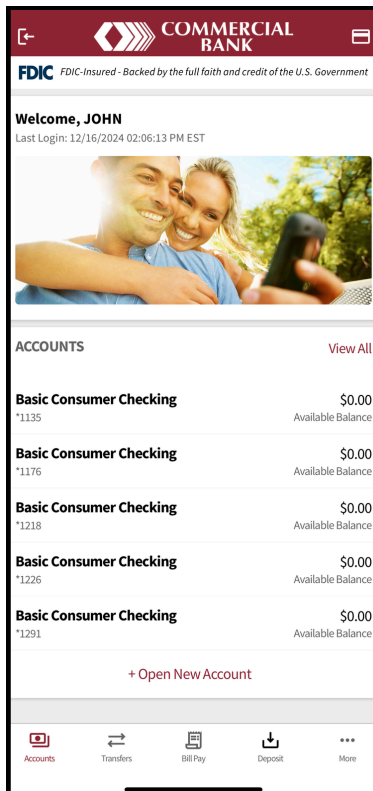 COMMERCIAL
BANK
FDIC FDIC-Insured - Backed by the full faith and credit of the U.S. Government
Welcome, JOHN
Last Login: 12/16/2024 02:06:13 PM EST
ACCOUNTS View All
Basic Consumer Checking $0.00
*1135 Available Balance
Basic Consumer Checking $0.00
*1176 Available Balance
Basic Consumer Checking $0.00
*1218 Available Balance
Basic Consumer Checking $0.00
*1226 Available Balance
Basic Consumer Checking $0.00
*1291 Available Balance
+ Open New Account
Accounts Transfers Bill Pay Deposit More